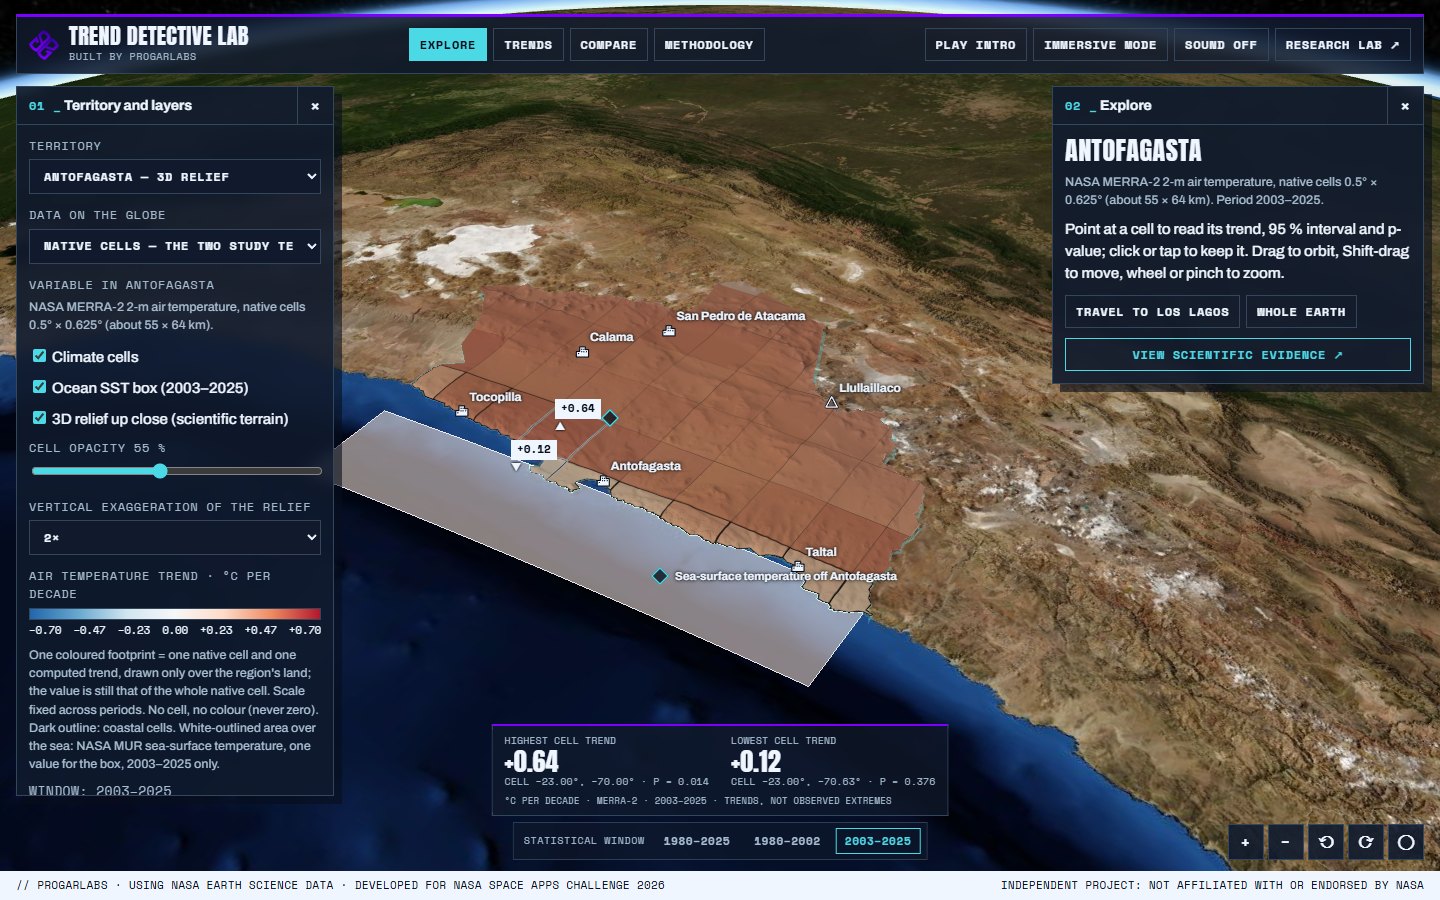 TREND DETECTIVE LAB
BUILT BY PROGARLABS
EXPLORE
TRENDS
COMPARE
METHODOLOGY
PLAY INTRO
IMMERSIVE MODE
SOUND OFF
RESEARCH LAB ↗
01 _ Territory and layers
×
TERRITORY
ANTOFAGASTA — 3D RELIEF
DATA ON THE GLOBE
NATIVE CELLS — THE TWO STUDY TE
VARIABLE IN ANTOFAGASTA
NASA MERRA-2 2-m air temperature, native cells
0.5° × 0.625° (about 55 × 64 km).
Climate cells
Ocean SST box (2003–2025)
3D relief up close (scientific terrain)
CELL OPACITY 55 %
VERTICAL EXAGGERATION OF THE RELIEF
2×
AIR TEMPERATURE TREND · °C PER
DECADE
−0.70 −0.47 −0.23 0.00 +0.23 +0.47 +0.70
One coloured footprint = one native cell and one
computed trend, drawn only over the region's land;
the value is still that of the whole native cell. Scale
fixed across periods. No cell, no colour (never zero).
Dark outline: coastal cells. White-outlined area over
the sea: NASA MUR sea-surface temperature, one
value for the box, 2003–2025 only.
WINDOW: 2003–2025
San Pedro de Atacama
Calama
Llullaillaco
Tocopilla
+0.64
+0.12
Antofagasta
Taltal
Sea-surface temperature off Antofagasta
02 _ Explore
×
ANTOFAGASTA
NASA MERRA-2 2-m air temperature, native cells 0.5° ×
0.625° (about 55 × 64 km). Period 2003–2025.
Point at a cell to read its trend, 95 % interval and p-
value; click or tap to keep it. Drag to orbit, Shift-drag
to move, wheel or pinch to zoom.
TRAVEL TO LOS LAGOS
WHOLE EARTH
VIEW SCIENTIFIC EVIDENCE ↗
HIGHEST CELL TREND
+0.64
CELL −23.00°, −70.00° · P = 0.014
LOWEST CELL TREND
+0.12
CELL −23.00°, −70.63° · P = 0.376
°C PER DECADE · MERRA-2 · 2003–2025 · TRENDS, NOT OBSERVED EXTREMES
STATISTICAL WINDOW 1980–2025 1980–2002 2003–2025
+ −
// PROGARLABS · USING NASA EARTH SCIENCE DATA · DEVELOPED FOR NASA SPACE APPS CHALLENGE 2026
INDEPENDENT PROJECT: NOT AFFILIATED WITH OR ENDORSED BY NASA